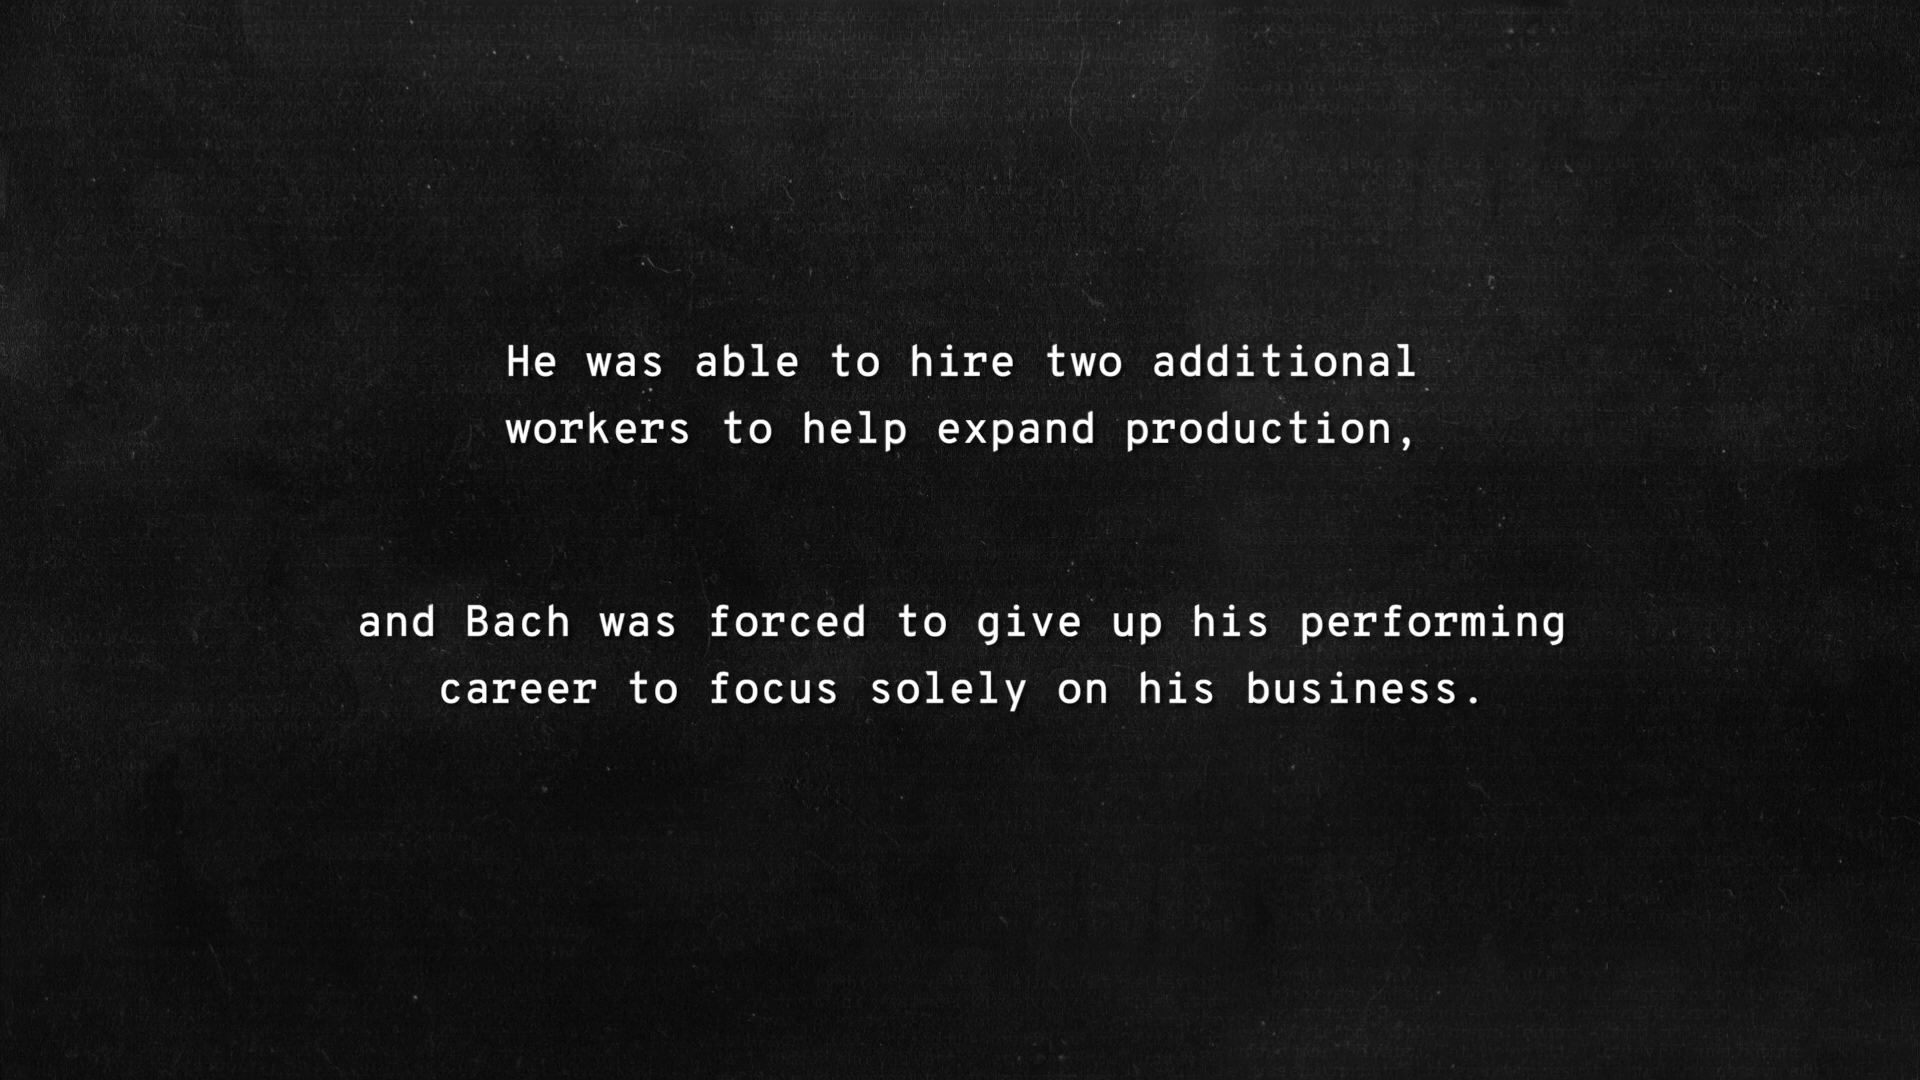 He was able to hire two additional
workers to help expand production,
and Bach was forced to give up his performing
career to focus solely on his business.